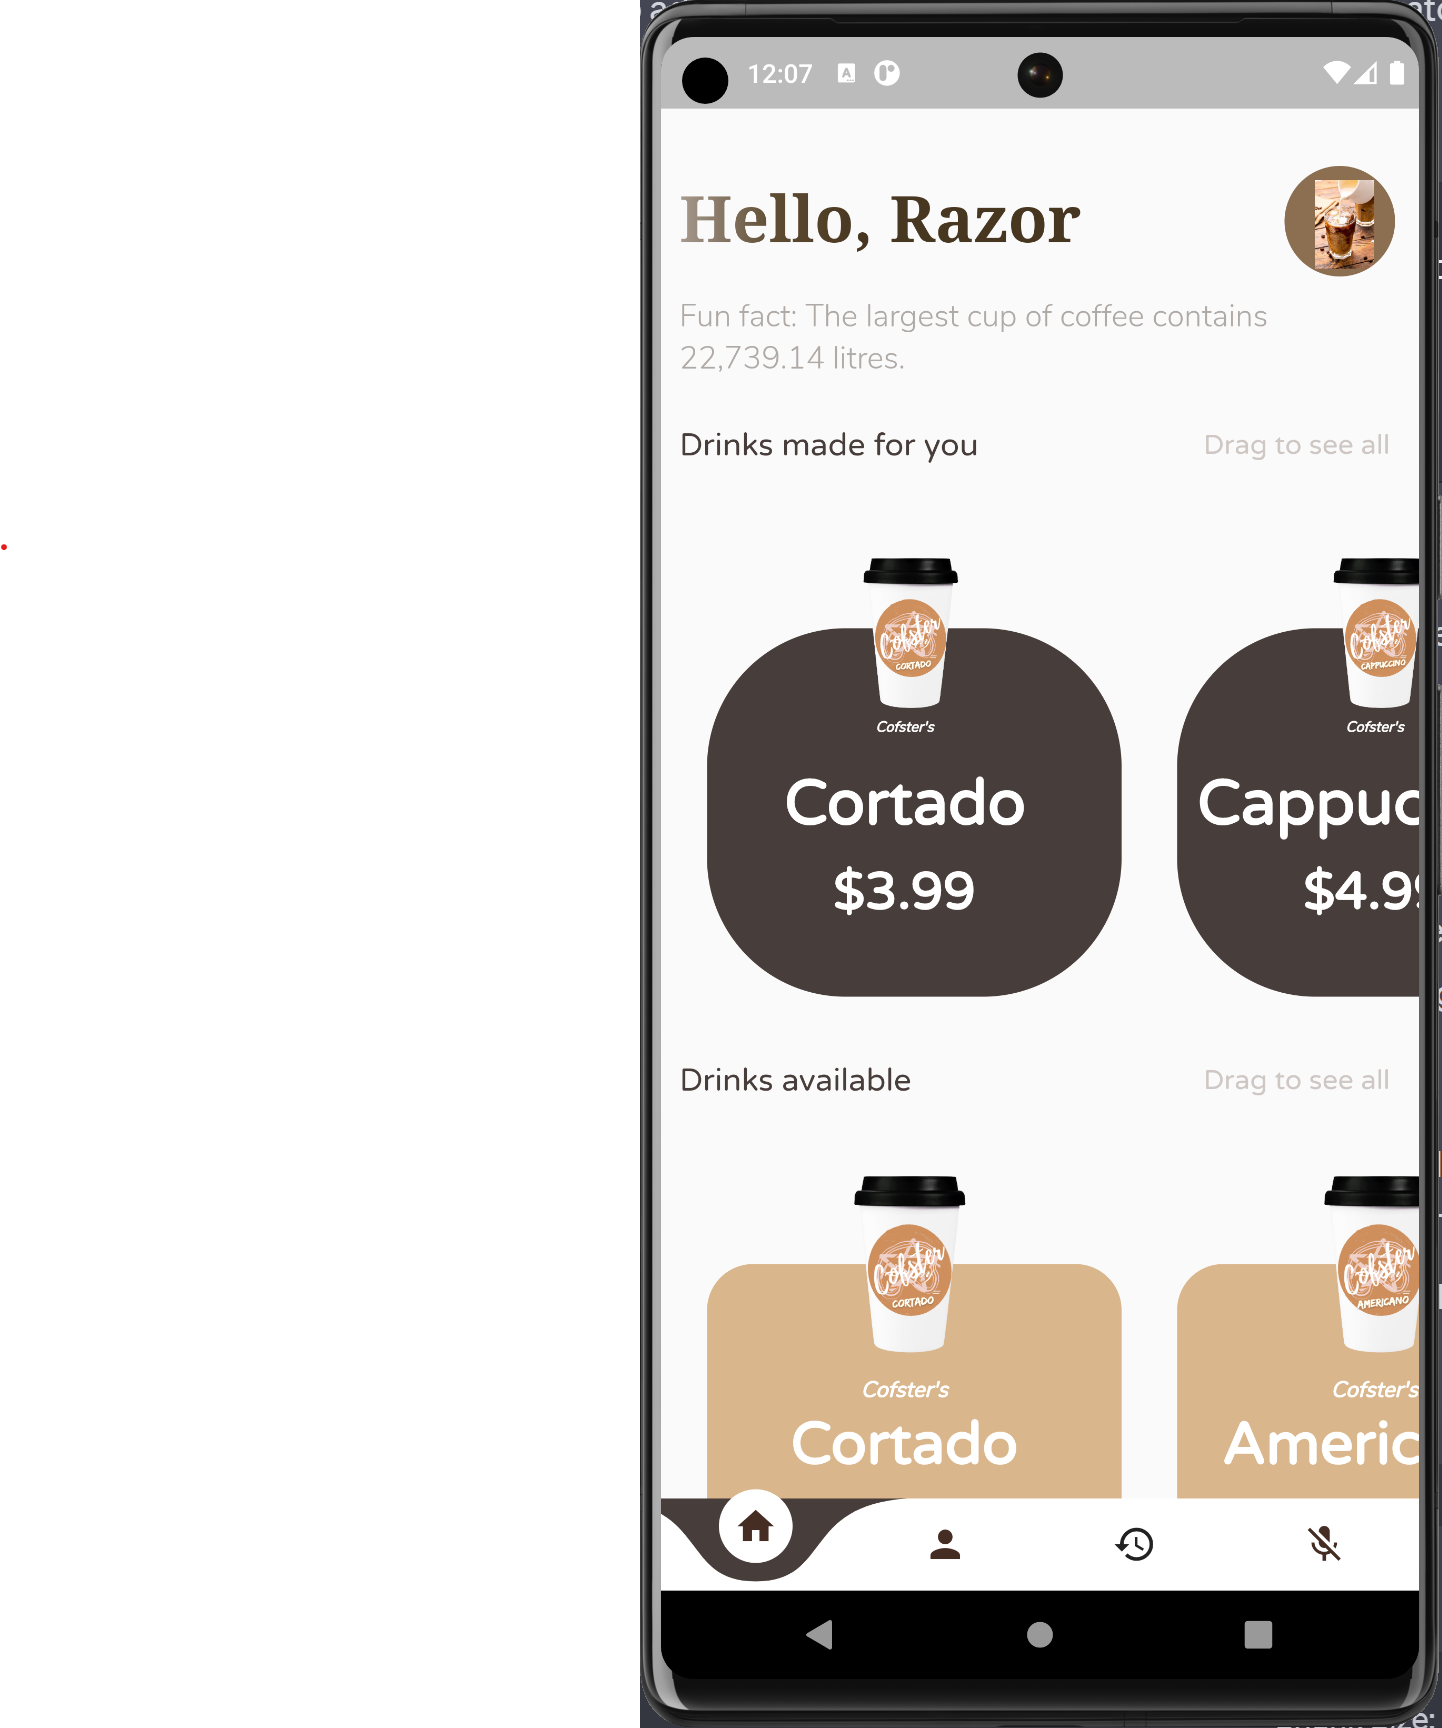 12:07
Hello, Razor
Fun fact: The largest cup of coffee contains
22,739.14 litres.
Drinks made for you
Drag to see all
Cofster
CORTADO
Cofster's
Cortado
$3.99
Cofster
CAPPUCCINO
Cofster's
Cappuc
$4.99
Drinks available
Drag to see all
Cofster
CORTADO
Cofster's
Cortado
Cofster
AMERICANO
Cofster's
Americ